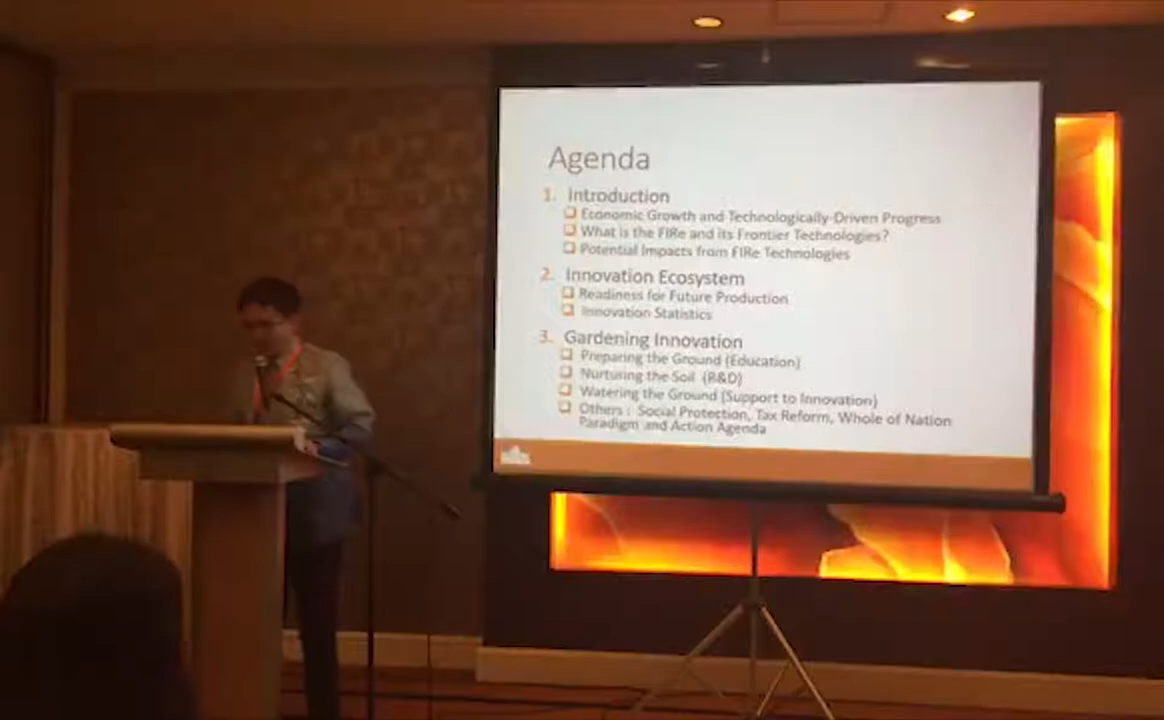 Agenda
1. Introduction
Economic Growth and Technologically-Driven Progress
What is the FIRe and its Frontier Technologies?
Potential Impacts from FIRe Technologies
2. Innovation Ecosystem
Readiness for Future Production
Innovation Statistics
3. Gardening Innovation
Preparing the Ground (Education)
Nurturing the Soil (R&D)
Watering the Ground (Support to Innovation)
Others : Social Protection, Tax Reform, Whole of Nation
Paradigm and Action Agenda